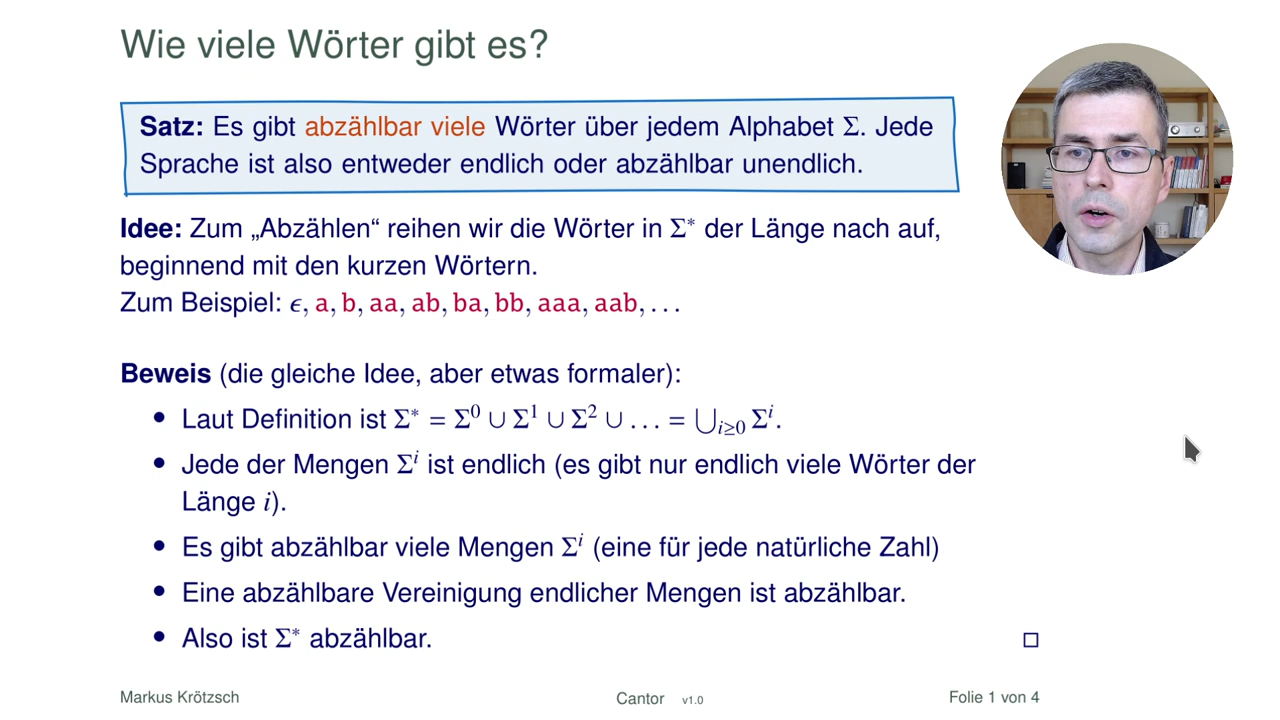 Wie viele Wörter gibt es?
Satz: Es gibt abzählbar viele Wörter über jedem Alphabet Σ. Jede
Sprache ist also entweder endlich oder abzählbar unendlich.
Idee: Zum „Abzählen“ reihen wir die Wörter in Σ* der Länge nach auf,
beginnend mit den kurzen Wörtern.
Zum Beispiel: ϵ, a, b, aa, ab, ba, bb, aaa, aab, . . .
Beweis (die gleiche Idee, aber etwas formaler):
• Laut Definition ist Σ* = Σ⁰ ∪ Σ¹ ∪ Σ² ∪ . . . = ⋃ᵢ≥₀ Σⁱ.
• Jede der Mengen Σⁱ ist endlich (es gibt nur endlich viele Wörter der
Länge i).
• Es gibt abzählbar viele Mengen Σⁱ (eine für jede natürliche Zahl)
• Eine abzählbare Vereinigung endlicher Mengen ist abzählbar.
• Also ist Σ* abzählbar. □
Markus Krötzsch Cantor v1.0 Folie 1 von 4